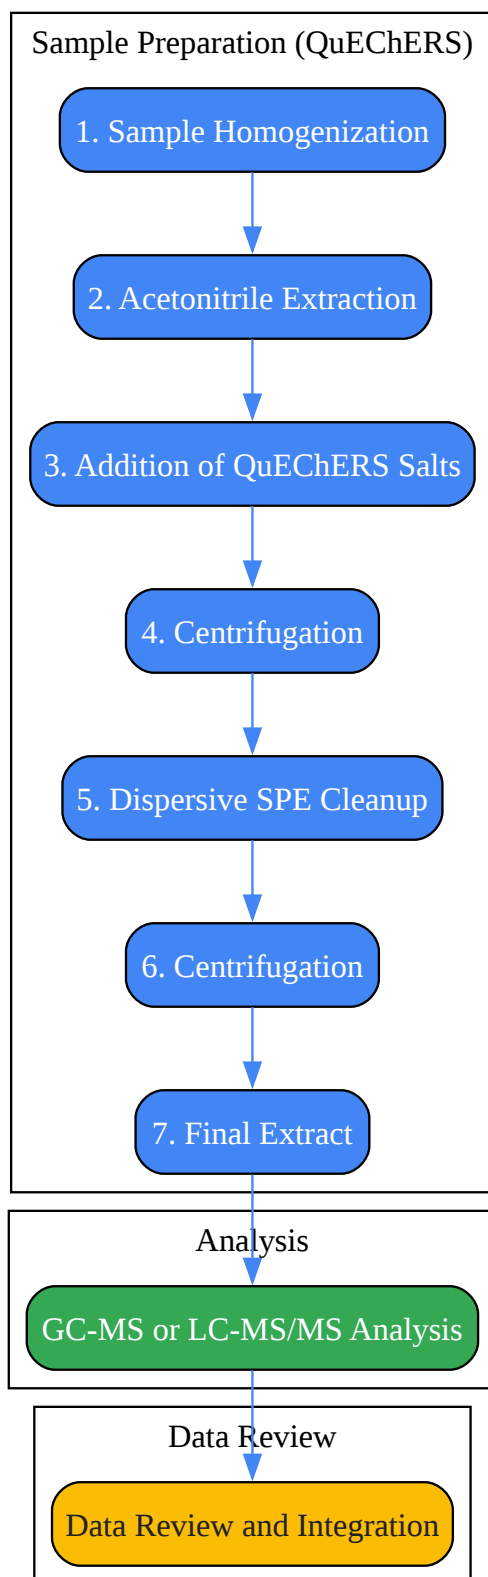 Sample Preparation (QuEChERS)
1. Sample Homogenization
2. Acetonitrile Extraction
3. Addition of QuEChERS Salts
4. Centrifugation
5. Dispersive SPE Cleanup
6. Centrifugation
7. Final Extract
Analysis
GC-MS or LC-MS/MS Analysis
Data Review
Data Review and Integration